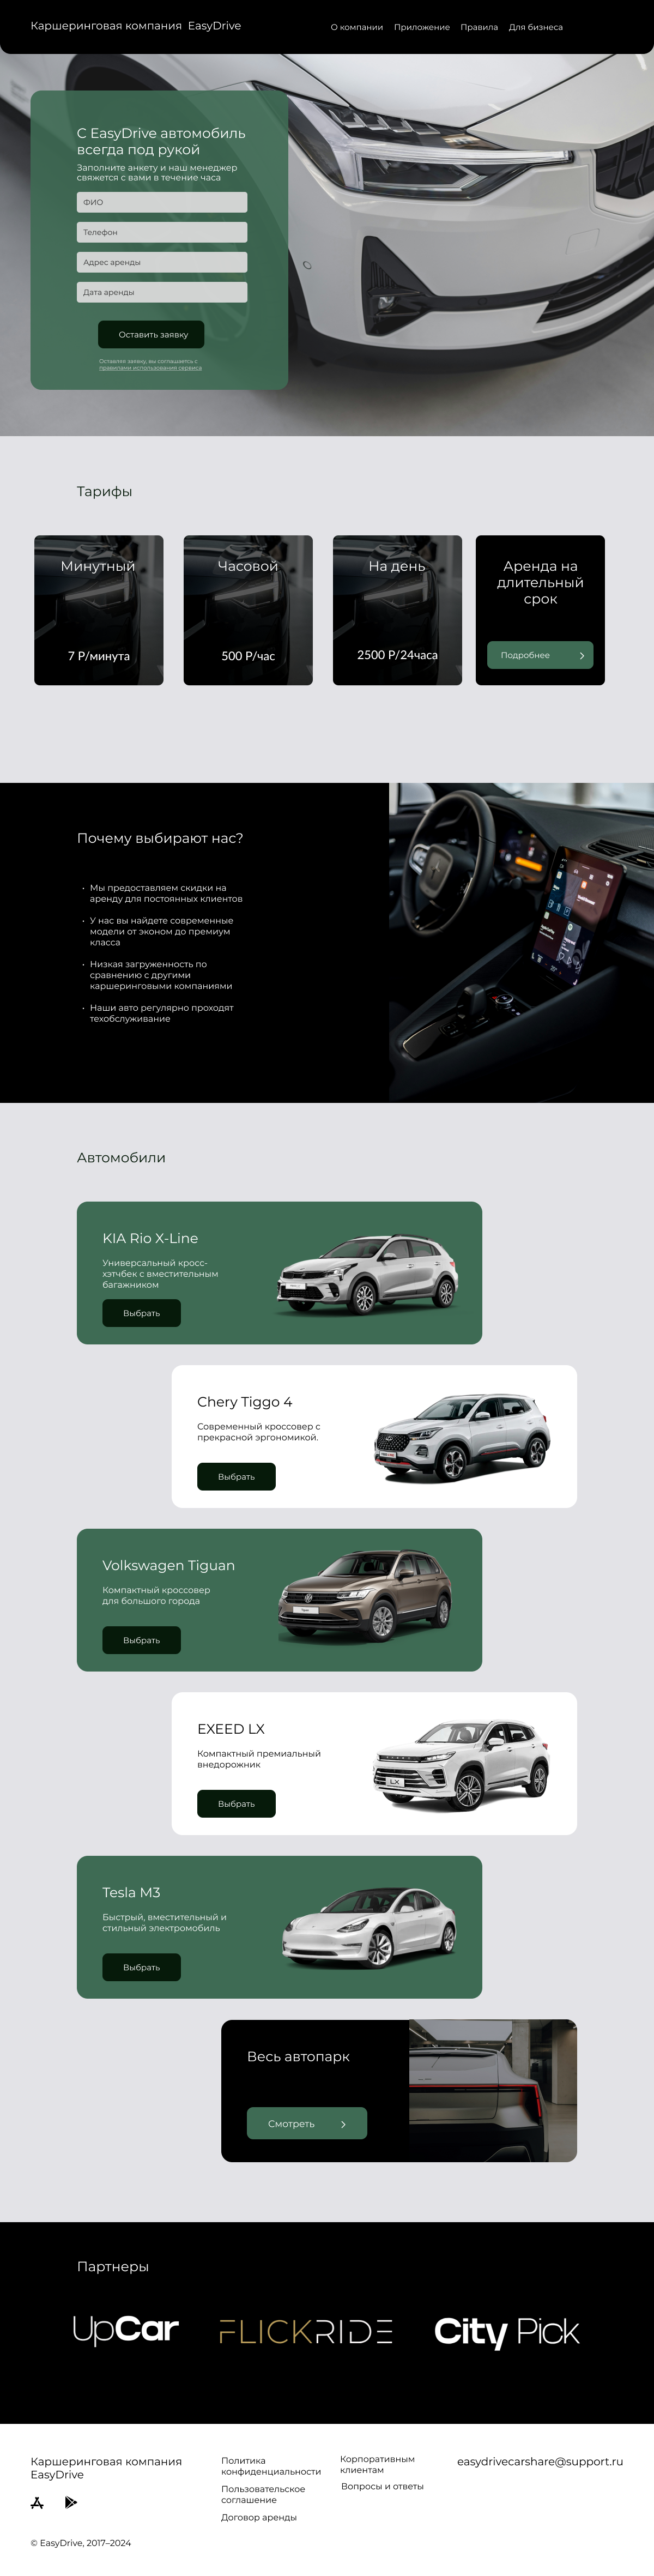 Каршеринговая компания EasyDrive
О компании
Приложение
Правила
Для бизнеса
С EasyDrive автомобиль
всегда под рукой
Заполните анкету и наш менеджер
свяжется с вами в течение часа
ФИО
Телефон
Адрес аренды
Дата аренды
Оставить заявку
Оставляя заявку, вы соглашаетсь с
правилами использования сервиса
Тарифы
Минутный
7 Р/минута
Часовой
500 Р/час
На день
2500 Р/24часа
Аренда на
длительный
срок
Подробнее
Почему выбирают нас?
• Мы предоставляем скидки на
аренду для постоянных клиентов
• У нас вы найдете современные
модели от эконом до премиум
класса
• Низкая загруженность по
сравнению с другими
каршеринговыми компаниями
• Наши авто регулярно проходят
техобслуживание
Автомобили
KIA Rio X-Line
Универсальный кросс-
хэтчбек с вместительным
багажником
Выбрать
Chery Tiggo 4
Современный кроссовер с
прекрасной эргономикой.
Выбрать
Volkswagen Tiguan
Компактный кроссовер
для большого города
Выбрать
EXEED LX
Компактный премиальный
внедорожник
Выбрать
LX
Tesla M3
Быстрый, вместительный и
стильный электромобиль
Выбрать
Весь автопарк
Смотреть
Партнеры
UpCar
FLICKRIDE
City Pick
Каршеринговая компания
EasyDrive
© EasyDrive, 2017–2024
Политика
конфиденциальности
Пользовательское
соглашение
Договор аренды
Корпоративным
клиентам
Вопросы и ответы
easydrivecarshare@support.ru